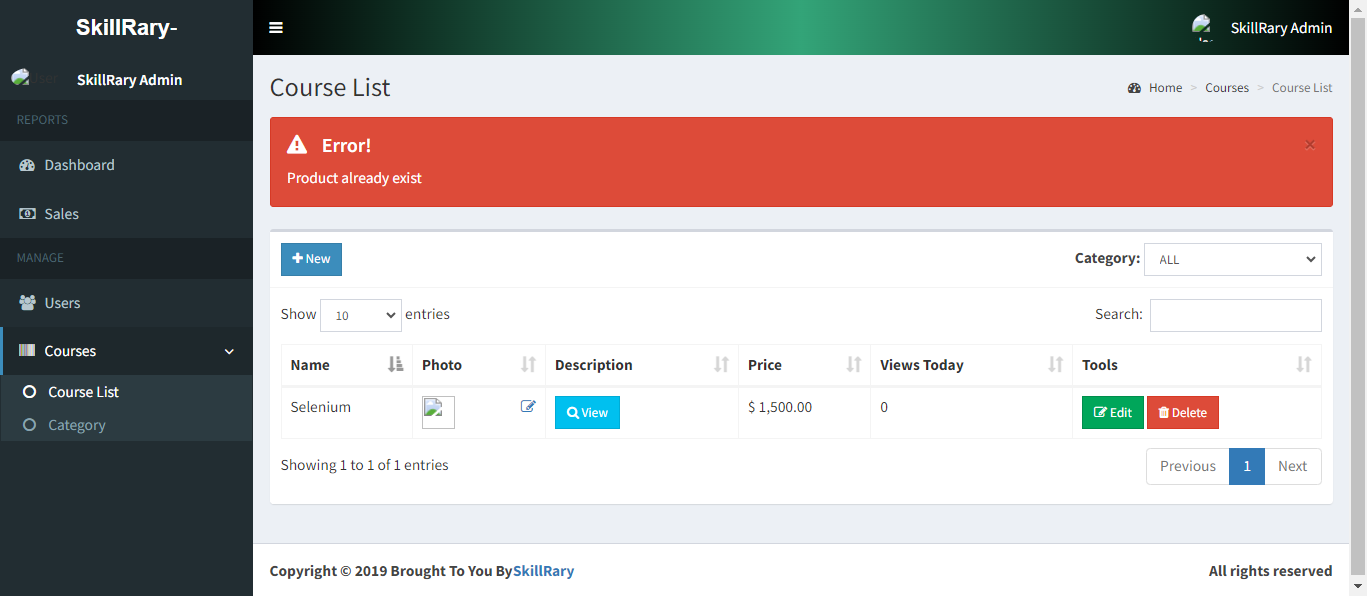 SkillRary-
SkillRary Admin
SkillRary Admin
REPORTS
Dashboard
Sales
MANAGE
Users
Courses
Course List
Category
Course List
Home > Courses > Course List
Error!
×
Product already exist
New
Category: ALL
Show 10 entries
Search:
Name Photo Description Price Views Today Tools
Selenium View $ 1,500.00 0 Edit Delete
Showing 1 to 1 of 1 entries
Previous 1 Next
Copyright © 2019 Brought To You BySkillRary
All rights reserved